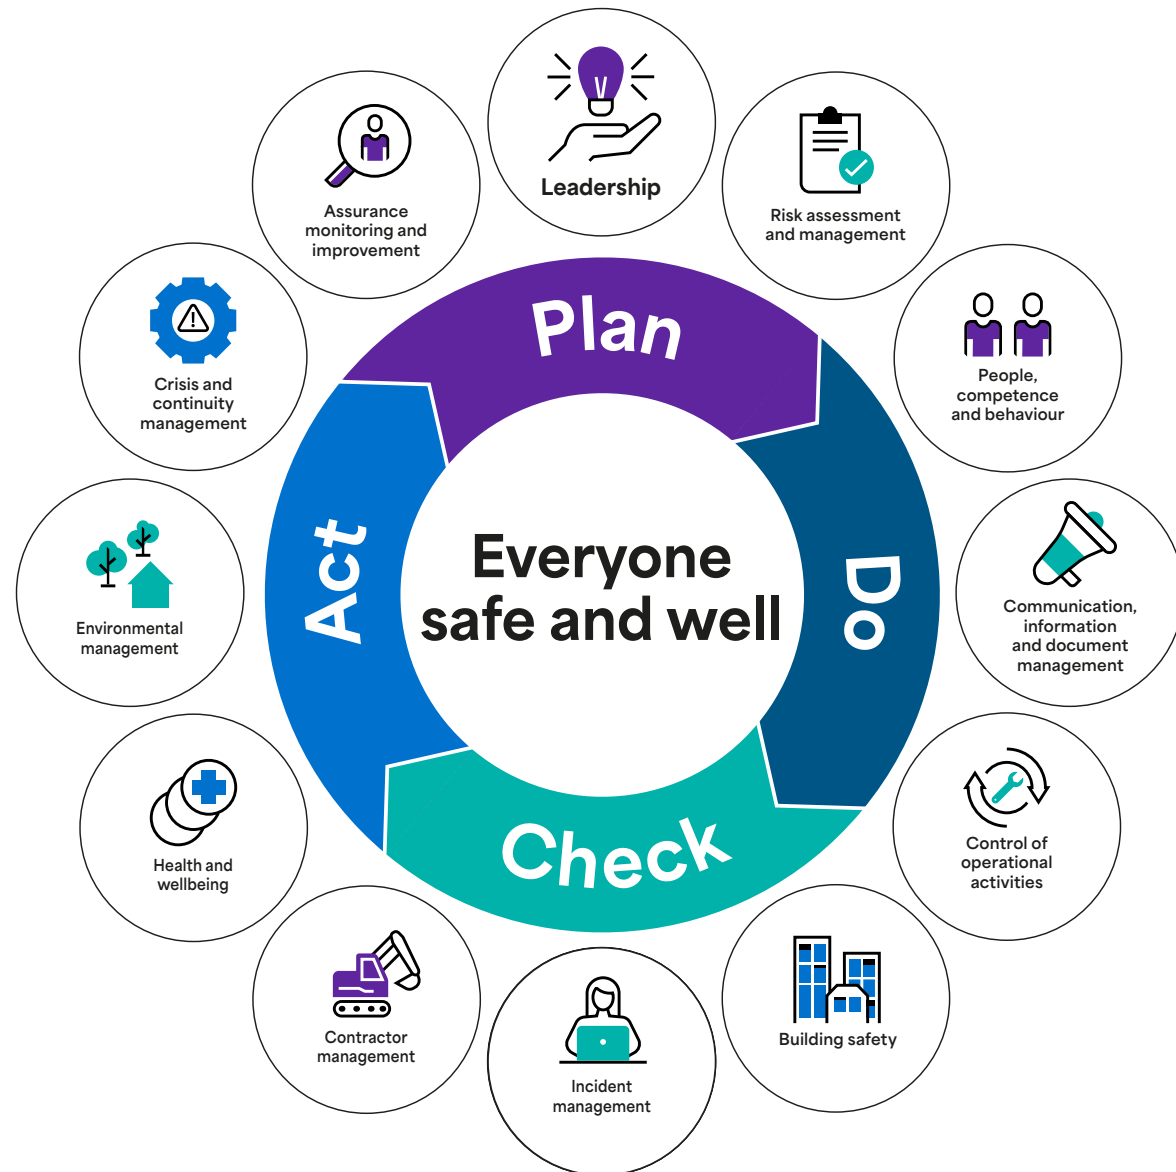 Leadership
Risk assessment
and management
People,
competence
and behaviour
Communication,
information
and document
management
Control of
operational
activities
Building safety
Incident
management
Contractor
management
Health and
wellbeing
Environmental
management
Crisis and
continuity
management
Assurance
monitoring and
improvement
Plan
Do
Check
Act
Everyone
safe and well